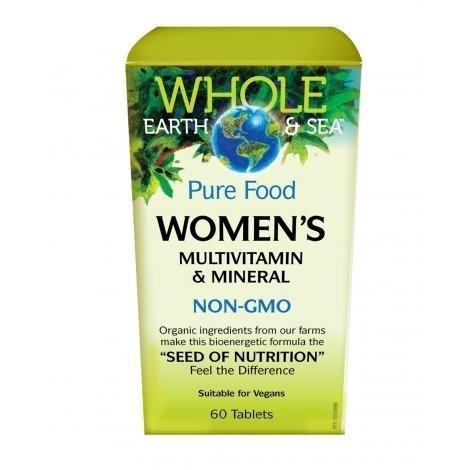 WHOLE
EARTH & SEA™
Pure Food
WOMEN'S
MULTIVITAMIN
& MINERAL
NON-GMO
Organic ingredients from our farms
make this bioenergetic formula the
“SEED OF NUTRITION”
Feel the Difference
Suitable for Vegans
60 Tablets